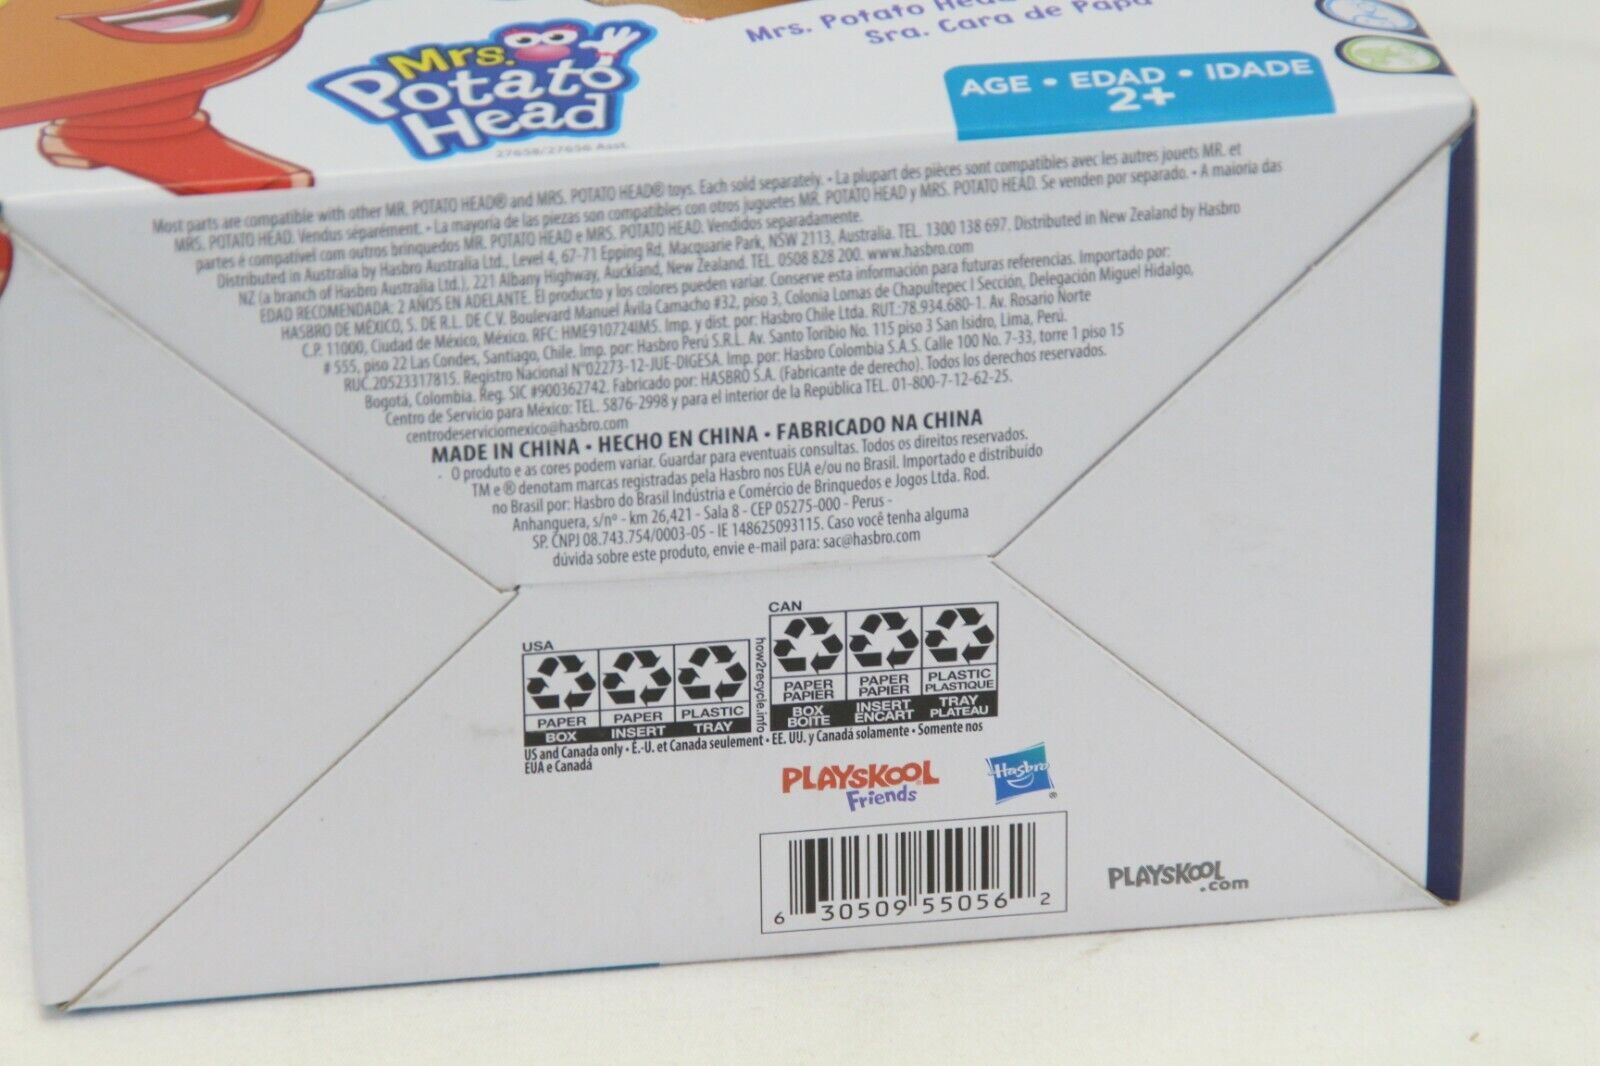 Mrs.
Potato
Head
27658/27656 Asst.
Mrs. Potato
Sra. Cara de Papa
AGE • EDAD • IDADE
2+
Most parts are compatible with other MR. POTATO HEAD® and MRS. POTATO HEAD® toys. Each sold separately. • La plupart des pièces sont compatibles avec les autres jouets MR. et
MRS. POTATO HEAD. Vendus séparément. • La mayoría de las piezas son compatibles con otros juguetes MR. POTATO HEAD y MRS. POTATO HEAD. Se venden por separado. • A maioria das
partes é compatível com outros brinquedos MR. POTATO HEAD e MRS. POTATO HEAD. Vendidos separadamente.
Distributed in Australia by Hasbro Australia Ltd., Level 4, 67-71 Epping Rd, Macquarie Park, NSW 2113, Australia. TEL. 1300 138 697. Distributed in New Zealand by Hasbro
NZ (a branch of Hasbro Australia Ltd.), 221 Albany Highway, Auckland, New Zealand. TEL. 0508 828 200. www.hasbro.com
EDAD RECOMENDADA: 2 AÑOS EN ADELANTE. El producto y los colores pueden variar. Conserve esta información para futuras referencias. Importado por:
HASBRO DE MÉXICO, S. DE R.L. DE C.V. Boulevard Manuel Ávila Camacho #32, piso 3, Colonia Lomas de Chapultepec I Sección, Delegación Miguel Hidalgo,
C.P. 11000, Ciudad de México, México. RFC: HME910724IM5. Imp. y dist. por: Hasbro Chile Ltda. RUT.:78.934.680-1. Av. Rosario Norte
# 555, piso 22 Las Condes, Santiago, Chile. Imp. por: Hasbro Perú S.R.L. Av. Santo Toribio No. 115 piso 3 San Isidro, Lima, Perú.
RUC.20523317815. Registro Nacional N°02273-12-JUE-DIGESA. Imp. por: Hasbro Colombia S.A.S. Calle 100 No. 7-33, torre 1 piso 15
Bogotá, Colombia. Reg. SIC #900362742. Fabricado por: HASBRO S.A. (Fabricante de derecho). Todos los derechos reservados.
Centro de Servicio para México: TEL. 5876-2998 y para el interior de la República TEL. 01-800-7-12-62-25.
centrodeserviciomexico@hasbro.com
MADE IN CHINA • HECHO EN CHINA • FABRICADO NA CHINA
O produto e as cores podem variar. Guardar para eventuais consultas. Todos os direitos reservados.
TM e ® denotam marcas registradas pela Hasbro nos EUA e/ou no Brasil. Importado e distribuído
no Brasil por: Hasbro do Brasil Indústria e Comércio de Brinquedos e Jogos Ltda. Rod.
Anhanguera, s/nº - km 26,421 - Sala 8 - CEP 05275-000 - Perus -
SP. CNPJ 08.743.754/0003-05 - IE 148625093115. Caso você tenha alguma
dúvida sobre este produto, envie e-mail para: sac@hasbro.com
USA
PAPER PAPER PLASTIC
BOX INSERT TRAY
how2recycle.info
CAN
PAPER PAPER PLASTIC
PAPIER PAPIER PLASTIQUE
BOX INSERT TRAY
BOÎTE ENCART PLATEAU
US and Canada only • É.-U. et Canada seulement • EE. UU. y Canadá solamente • Somente nos
EUA e Canadá
PLAYSKOOL
Friends
Hasbro
®
6 30509 55056 2
PLAYSKOOL
.com